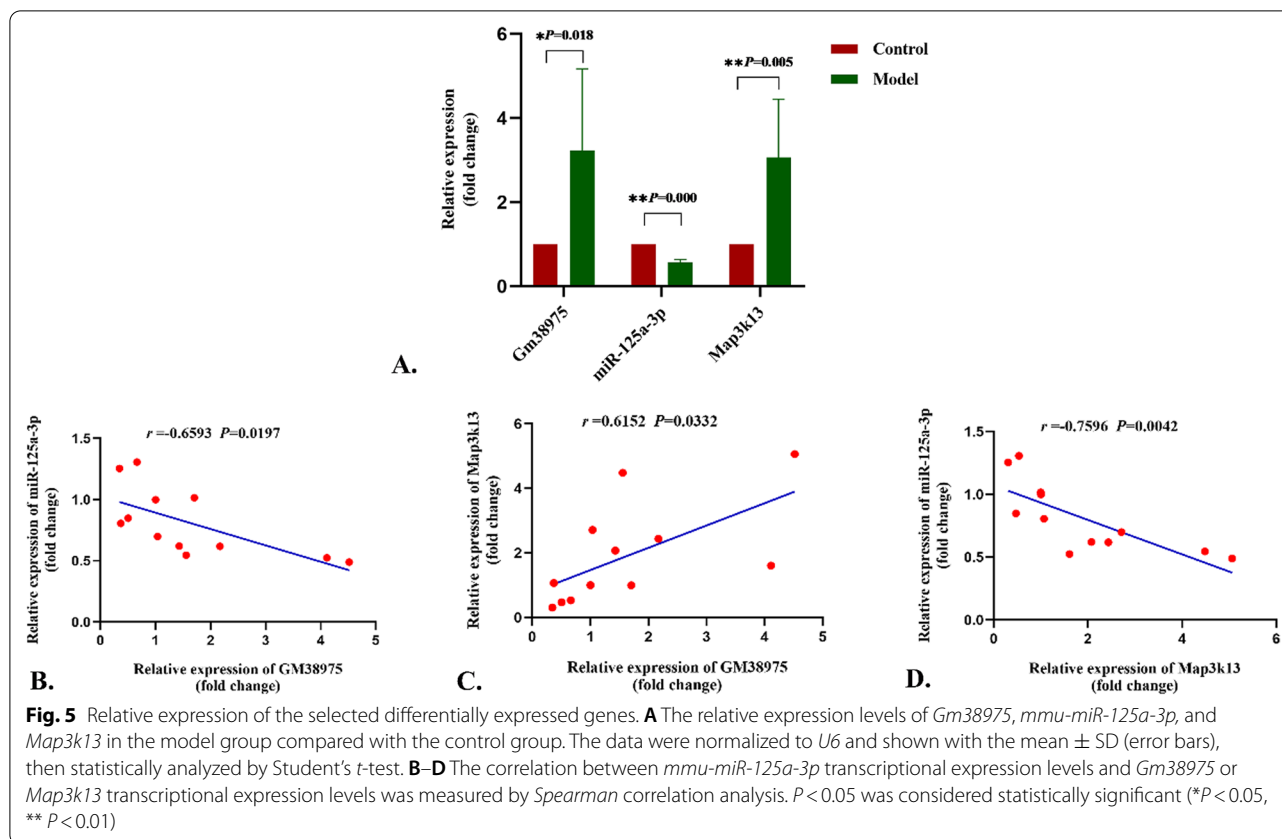 6
4
2
0
Relative expression
(fold change)
*P=0.018
**P=0.000
**P=0.005
Control
Model
Gm38975
miR-125a-3p
Map3k13
A.
r=-0.6593 P=0.0197
1.5
1.0
0.5
0.0
Relative expression of miR-125a-3p
(fold change)
0 1 2 3 4 5
Relative expression of GM38975
(fold change)
B.
r=0.6152 P=0.0332
6
4
2
0
Relative expression of Map3k13
(fold change)
0 1 2 3 4 5
Relative expression of GM38975
(fold change)
C.
r=-0.7596 P=0.0042
1.5
1.0
0.5
0.0
Relative expression of miR-125a-3p
(fold change)
0 2 4 6
Relative expression of Map3k13
(fold change)
D.
Fig. 5 Relative expression of the selected differentially expressed genes. A The relative expression levels of Gm38975, mmu-miR-125a-3p, and
Map3k13 in the model group compared with the control group. The data were normalized to U6 and shown with the mean ± SD (error bars),
then statistically analyzed by Student's t-test. B–D The correlation between mmu-miR-125a-3p transcriptional expression levels and Gm38975 or
Map3k13 transcriptional expression levels was measured by Spearman correlation analysis. P < 0.05 was considered statistically significant (*P < 0.05,
** P < 0.01)